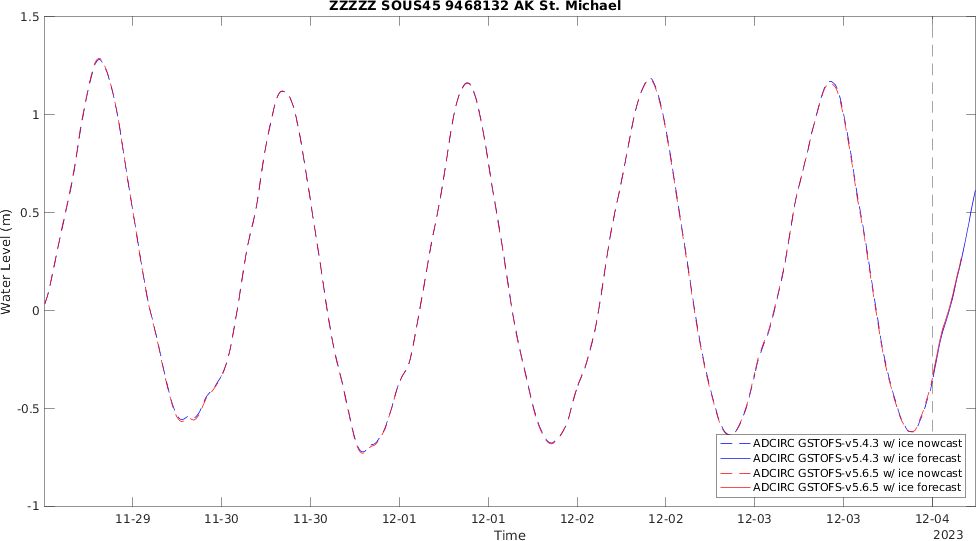 ZZZZZ SOUS45 9468132 AK St. Michael
Water Level (m)
1.5
1
0.5
0
-0.5
-1
ADCIRC GSTOFS-v5.4.3 w/ ice nowcast
ADCIRC GSTOFS-v5.4.3 w/ ice forecast
ADCIRC GSTOFS-v5.6.5 w/ ice nowcast
ADCIRC GSTOFS-v5.6.5 w/ ice forecast
11-29 11-30 11-30 12-01 12-01 12-02 12-02 12-03 12-03 12-04
Time
2023